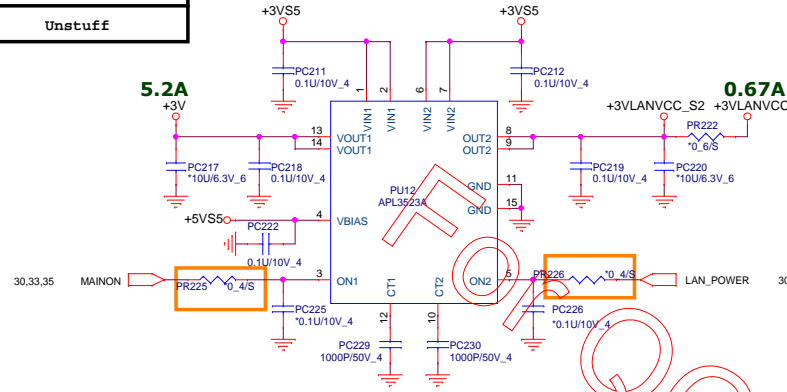 Unstuff
+3VS5
+3VS5
PC211
0.1U/10V_4
PC212
0.1U/10V_4
5.2A
+3V
0.67A
+3VLANVCC_S2
+3VLANVCC
PR222
*0_6/S
1
2
6
7
VIN1
VIN1
VIN2
VIN2
13
VOUT1
14
VOUT1
8
OUT2
9
OUT2
PC217
*10U/6.3V_6
PC218
0.1U/10V_4
PC219
0.1U/10V_4
PC220
*10U/6.3V_6
PU12
APL3523A
11
GND
15
GND
+5VS5
4
VBIAS
PC222
0.1U/10V_4
30,33,35
MAINON
PR225
*0_4/S
3
ON1
ON2
5
PR226
*0_4/S
LAN_POWER
30
PC225
*0.1U/10V_4
PC226
*0.1U/10V_4
CT1
CT2
12
10
PC229
1000P/50V_4
PC230
1000P/50V_4
For